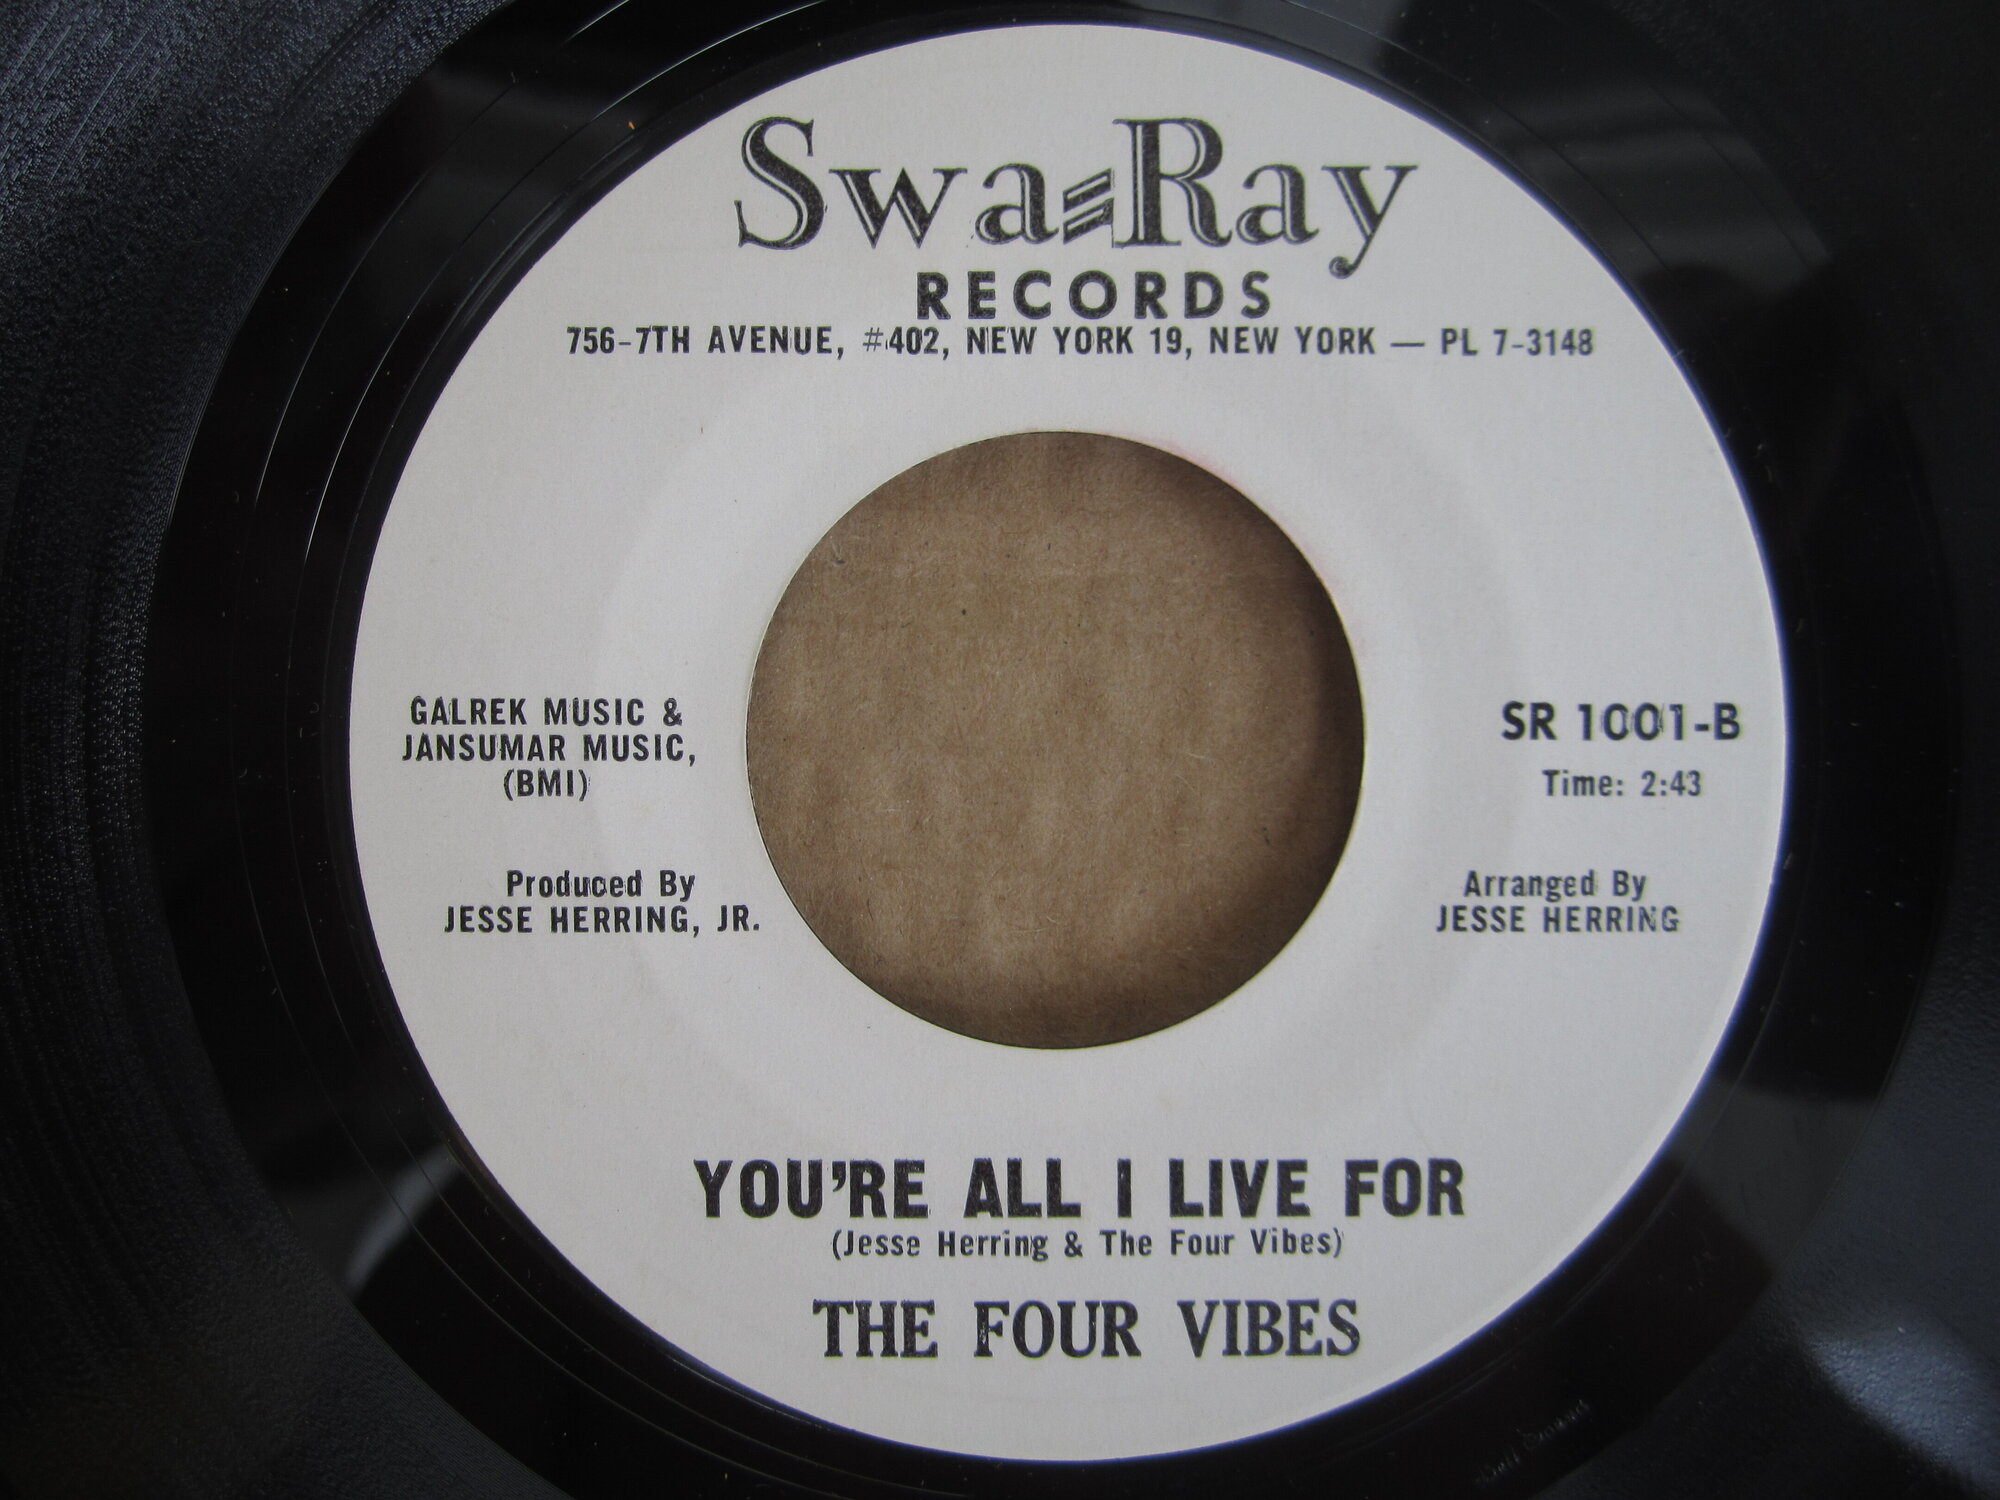 Swa-Ray
RECORDS
756-7TH AVENUE, #402, NEW YORK 19, NEW YORK — PL 7-3148
GALREK MUSIC &
JANSUMAR MUSIC,
(BMI)
Produced By
JESSE HERRING, JR.
SR 1001-B
Time: 2:43
Arranged By
JESSE HERRING
YOU'RE ALL I LIVE FOR
(Jesse Herring & The Four Vibes)
THE FOUR VIBES